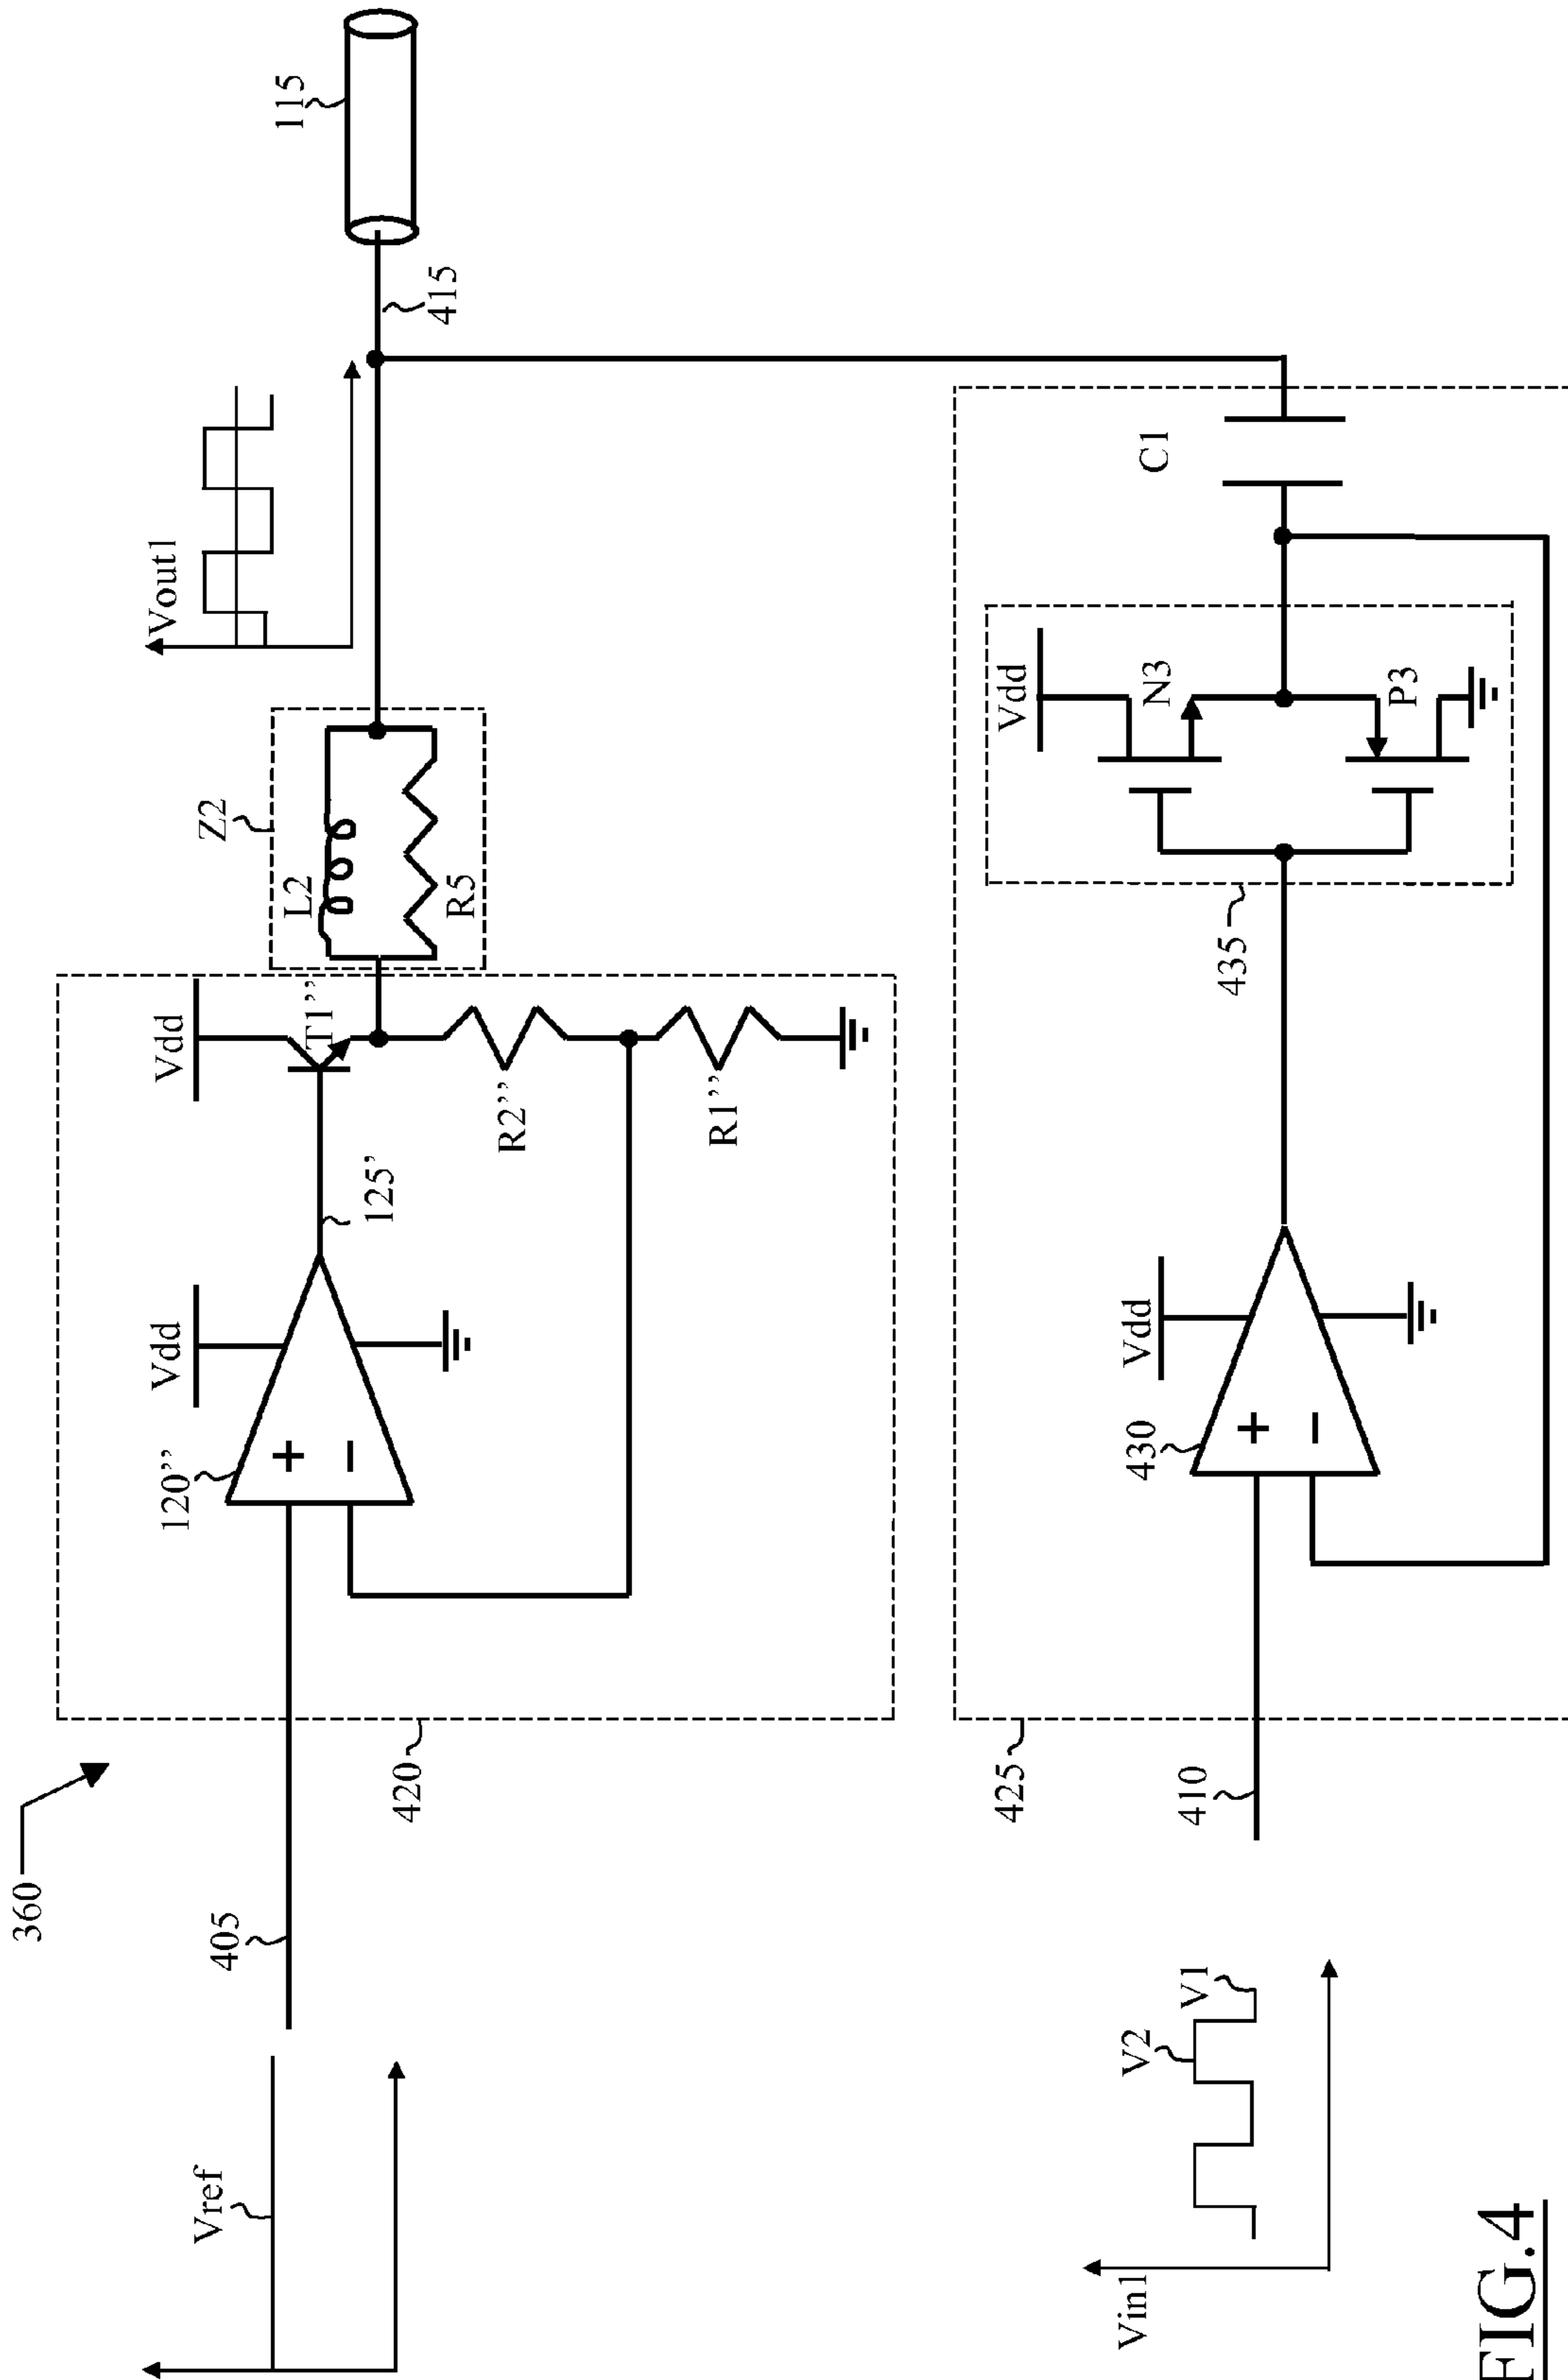 360
Vref
405
Vdd
120’’
125’
Vdd
T1’’
R2’’
R1’’
420
Z2
L2
R5
Vout1
415
115
Vin1
V2
V1
410
425
Vdd
430
+
−
+
−
435
Vdd
N3
P3
C1
FIG.4